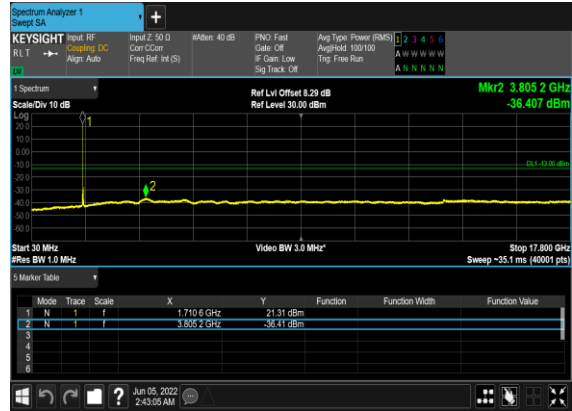 Spectrum Analyzer 1
Swept SA
+
KEYSIGHT Input: RF Input Z: 50 Ω #Atten: 40 dB PNO: Fast Avg Type: Power (RMS) 1 2 3 4 5 6
RLT Coupling: DC Corr CCorr Gate: Off Avg|Hold: 100/100 A W W W W W
Align: Auto Freq Ref: Int (S) IF Gain: Low Trig: Free Run
LW Sig Track: Off A N N N N N
1 Spectrum Ref Lvl Offset 8.29 dB Mkr2 3.805 2 GHz
Scale/Div 10 dB Ref Level 30.00 dBm -36.407 dBm
Log
1
20.0
10.0
0.00
-10.0
DL1 -13.00 dBm
-20.0
2
-30.0
-40.0
-50.0
-60.0
Start 30 MHz Video BW 3.0 MHz* Stop 17.800 GHz
#Res BW 1.0 MHz Sweep ~35.1 ms (40001 pts)
5 Marker Table
Mode Trace Scale X Y Function Function Width Function Value
1 N 1 f 1.710 6 GHz 21.31 dBm
2 N 1 f 3.805 2 GHz -36.41 dBm
3
4
5
6
? Jun 05, 2022
2:43:05 AM